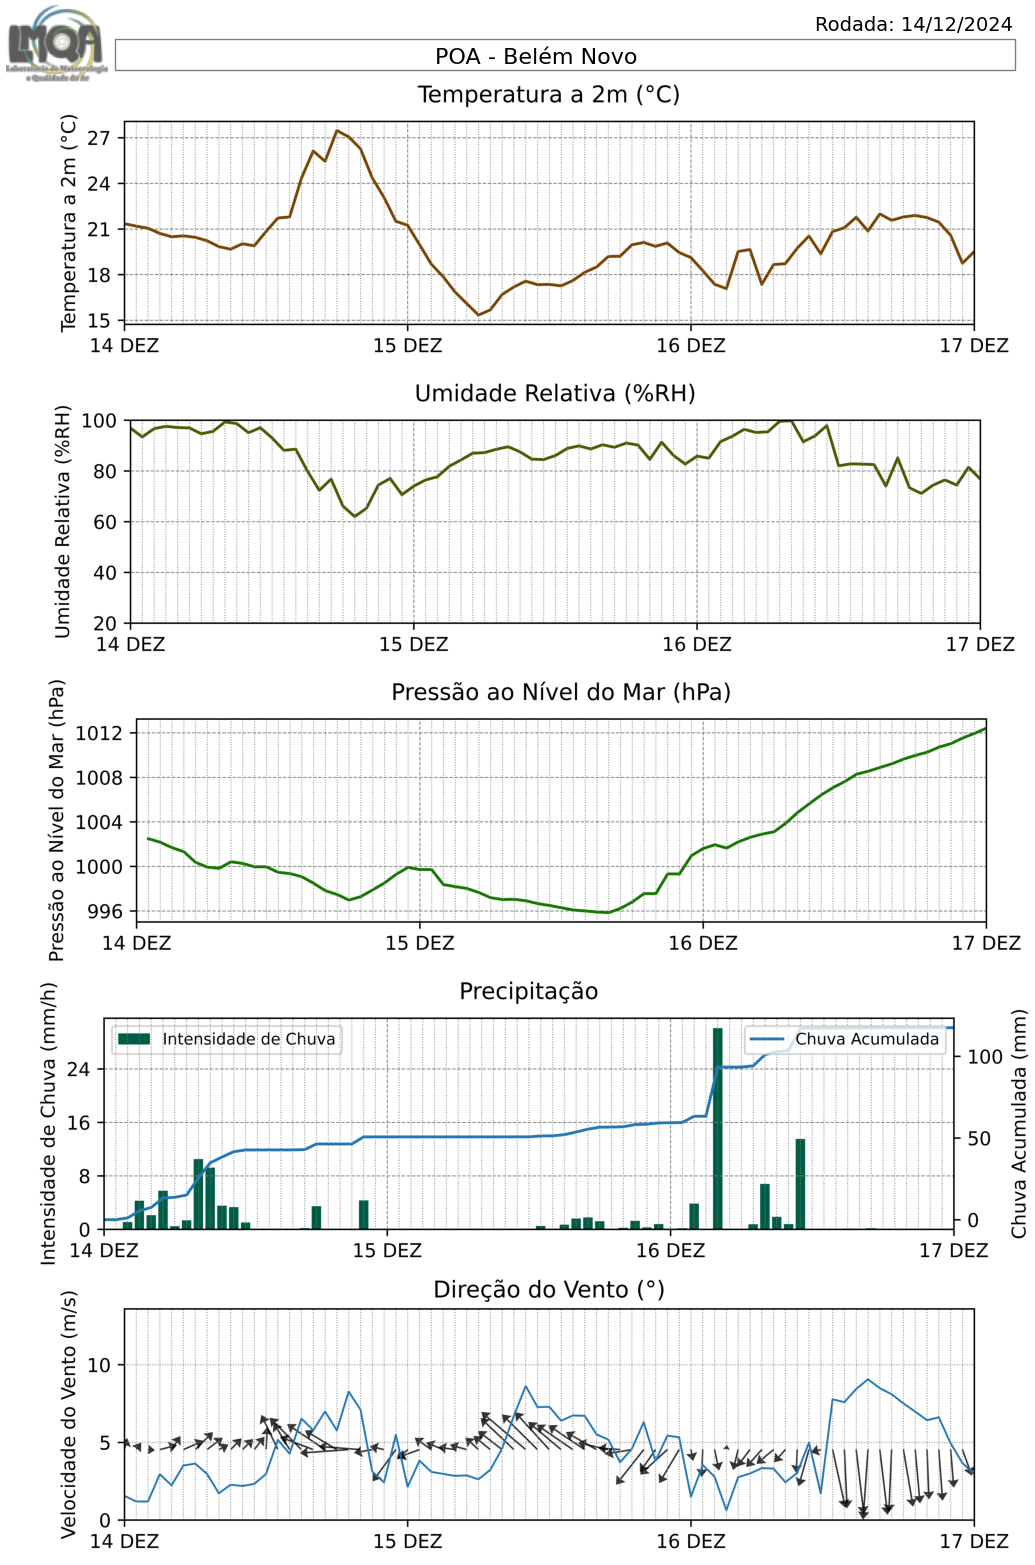 Rodada: 14/12/2024
LMQA
Laboratório de Meteorologia
e Qualidade do Ar
POA - Belém Novo
Temperatura a 2m (°C)
Temperatura a 2m (°C)
27
24
21
18
15
14 DEZ 15 DEZ 16 DEZ 17 DEZ
Umidade Relativa (%RH)
Umidade Relativa (%RH)
100
80
60
40
20
14 DEZ 15 DEZ 16 DEZ 17 DEZ
Pressão ao Nível do Mar (hPa)
Pressão ao Nível do Mar (hPa)
1012
1008
1004
1000
996
14 DEZ 15 DEZ 16 DEZ 17 DEZ
Precipitação
Intensidade de Chuva (mm/h)
Chuva Acumulada (mm)
Intensidade de Chuva
Chuva Acumulada
24
16
8
0
100
50
0
14 DEZ 15 DEZ 16 DEZ 17 DEZ
Direção do Vento (°)
Velocidade do Vento (m/s)
10
5
0
14 DEZ 15 DEZ 16 DEZ 17 DEZ